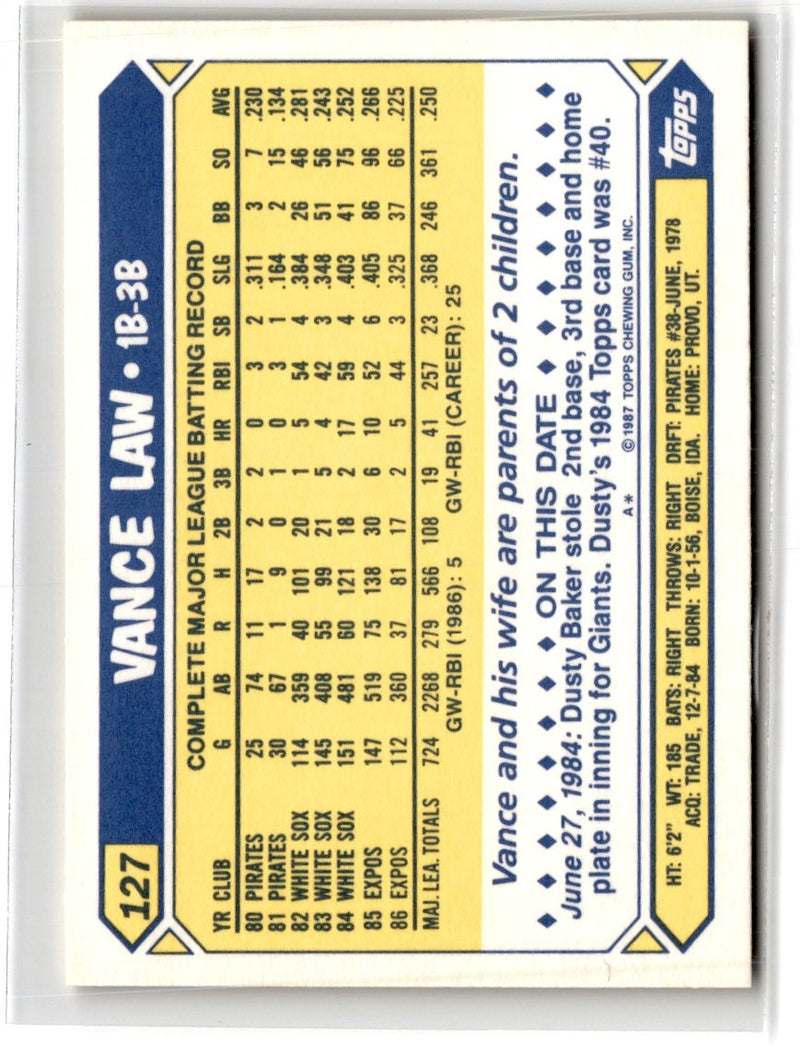 127 VANCE LAW • 1B-3B
COMPLETE MAJOR LEAGUE BATTING RECORD
YR CLUB G AB R H 2B 3B HR RBI SB SLG BB SO AVG
80 PIRATES 25 74 11 17 2 2 0 3 2 .311 3 7 .230
81 PIRATES 30 67 1 9 0 1 0 3 1 .164 2 15 .134
82 WHITE SOX 114 359 40 101 20 1 5 54 4 .384 26 46 .281
83 WHITE SOX 145 408 55 99 21 5 4 42 3 .348 51 56 .243
84 WHITE SOX 151 481 60 121 18 2 17 59 4 .403 41 75 .252
85 EXPOS 147 519 75 138 30 6 10 52 6 .405 86 96 .266
86 EXPOS 112 360 37 81 17 2 5 44 3 .325 37 66 .225
MAJ. LEA. TOTALS 724 2268 279 566 108 19 41 257 23 .368 246 361 .250
GW-RBI (1986): 5 GW-RBI (CAREER): 25
Vance and his wife are parents of 2 children.
♦ ♦ ♦ ♦ ♦ ♦ ♦ ♦ ON THIS DATE ♦ ♦ ♦ ♦ ♦ ♦ ♦ ♦
June 27, 1984: Dusty Baker stole 2nd base, 3rd base and home
plate in inning for Giants. Dusty's 1984 Topps card was #40.
A* ©1987 TOPPS CHEWING GUM, INC.
HT: 6'2" WT: 185 BATS: RIGHT THROWS: RIGHT DRFT: PIRATES #38-JUNE, 1978
ACQ: TRADE, 12-7-84 BORN: 10-1-56, BOISE, IDA. HOME: PROVO, UT.
topps